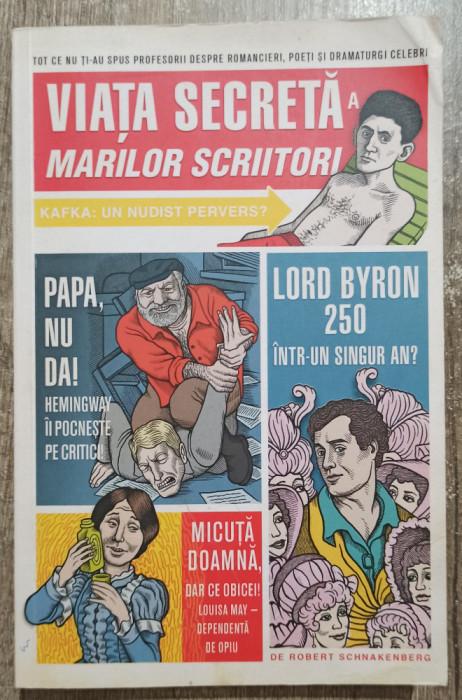 TOT CE NU ȚI-AU SPUS PROFESORII DESPRE ROMANCIERI, POEȚI ȘI DRAMATURGI CELEBRI
VIAȚA SECRETĂ A
MARILOR SCRIITORI
KAFKA: UN NUDIST PERVERS?
PAPA,
NU
DA!
HEMINGWAY
ÎI POCNEȘTE
PE CRITICI!
LORD BYRON
250
ÎNTR-UN SINGUR AN?
MICUȚĂ
DOAMNĂ,
DAR CE OBICEI!
LOUISA MAY –
DEPENDENTĂ
DE OPIU
DE ROBERT SCHNAKENBERG